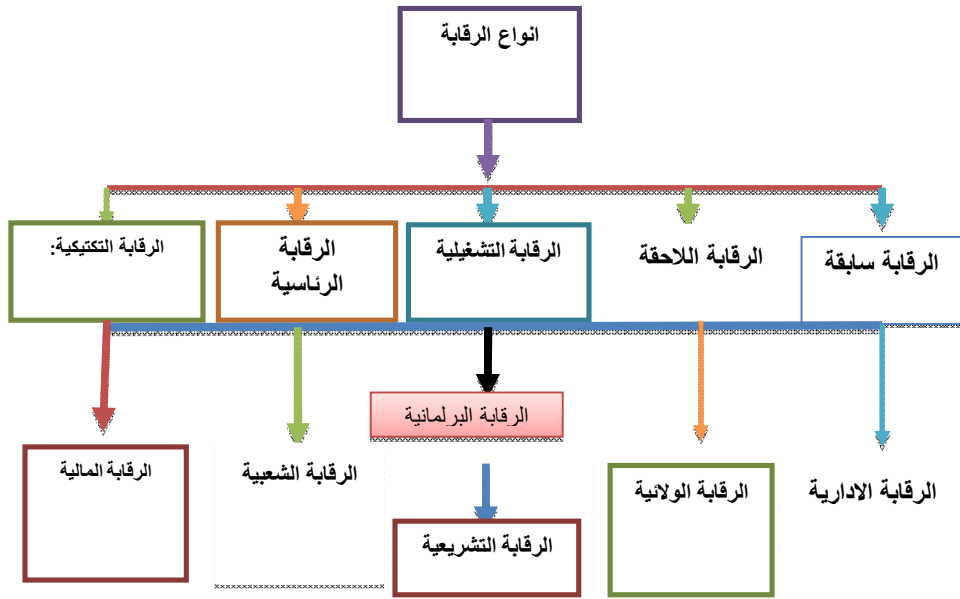 انواع الرقابة
الرقابة سابقة
الرقابة اللاحقة
الرقابة التشغيلية
الرقابة
الرئاسية
الرقابة التكتيكية:
الرقابة البرلمانية
الرقابة الادارية
الرقابة الولائية
الرقابة الشعبية
الرقابة المالية
الرقابة التشريعية